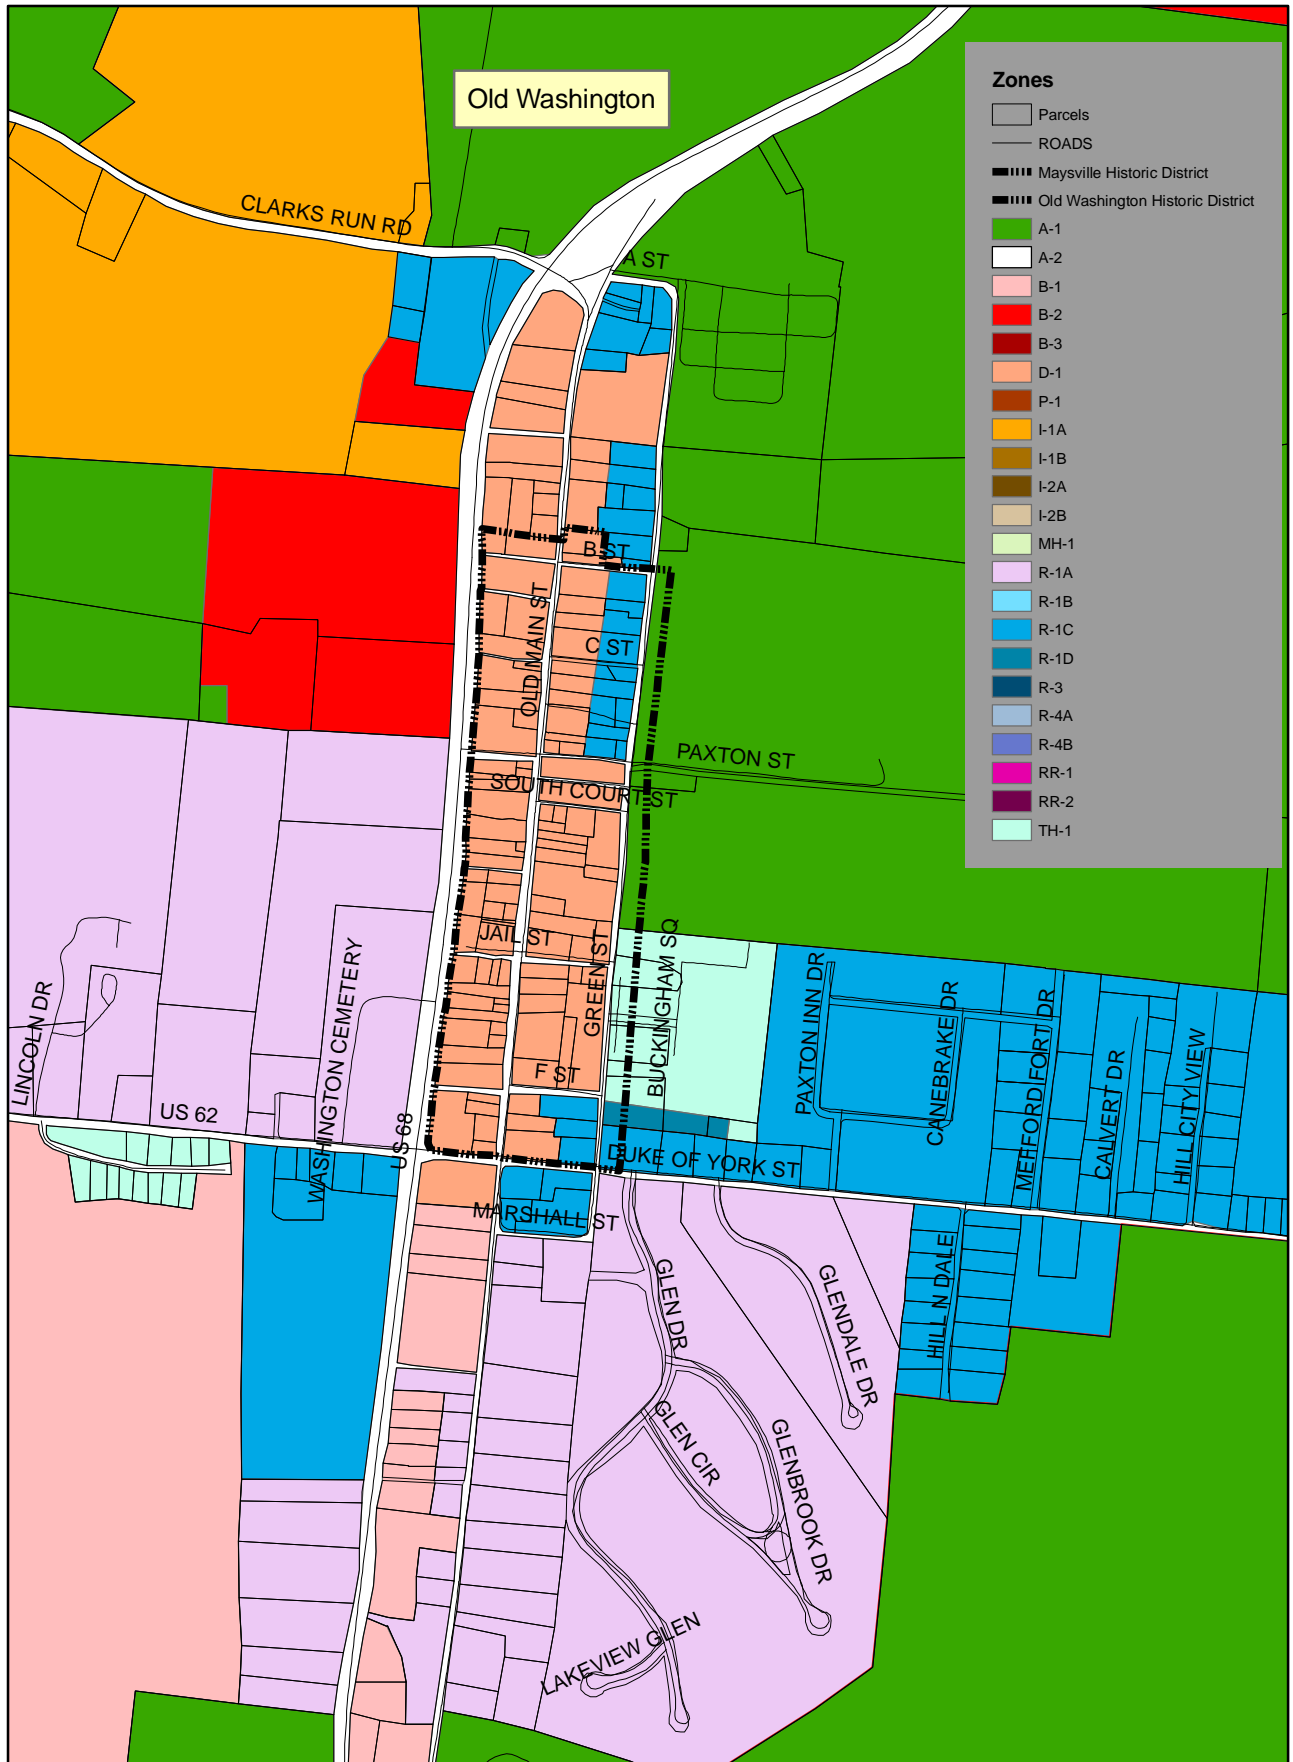 Old Washington
Zones
Parcels
ROADS
Maysville Historic District
Old Washington Historic District
A-1
A-2
B-1
B-2
B-3
D-1
P-1
I-1A
I-1B
I-2A
I-2B
MH-1
R-1A
R-1B
R-1C
R-1D
R-3
R-4A
R-4B
RR-1
RR-2
TH-1
CLARKS RUN RD
A ST
B ST
OLD MAIN ST
C ST
PAXTON ST
SOUTH COURT ST
JAIL ST
GREEN ST
BUCKINGHAM SQ
F ST
LINCOLN DR
WASHINGTON CEMETERY
US 62
US 68
PAXTON INN DR
CANEBRAKE DR
MEFFORD FORT DR
CALVERT DR
HILL CITY VIEW
DUKE OF YORK ST
MARSHALL ST
GLEN DR
GLENDALE DR
HILL N DALE
GLEN CIR
GLENBROOK DR
LAKEVIEW GLEN